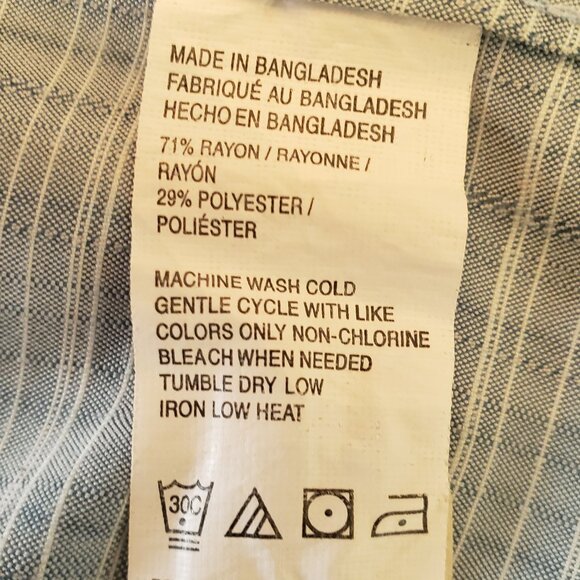 MADE IN BANGLADESH
FABRIQUÉ AU BANGLADESH
HECHO EN BANGLADESH
71% RAYON / RAYONNE /
RAYÓN
29% POLYESTER /
POLIÉSTER
MACHINE WASH COLD
GENTLE CYCLE WITH LIKE
COLORS ONLY NON-CHLORINE
BLEACH WHEN NEEDED
TUMBLE DRY LOW
IRON LOW HEAT
30C